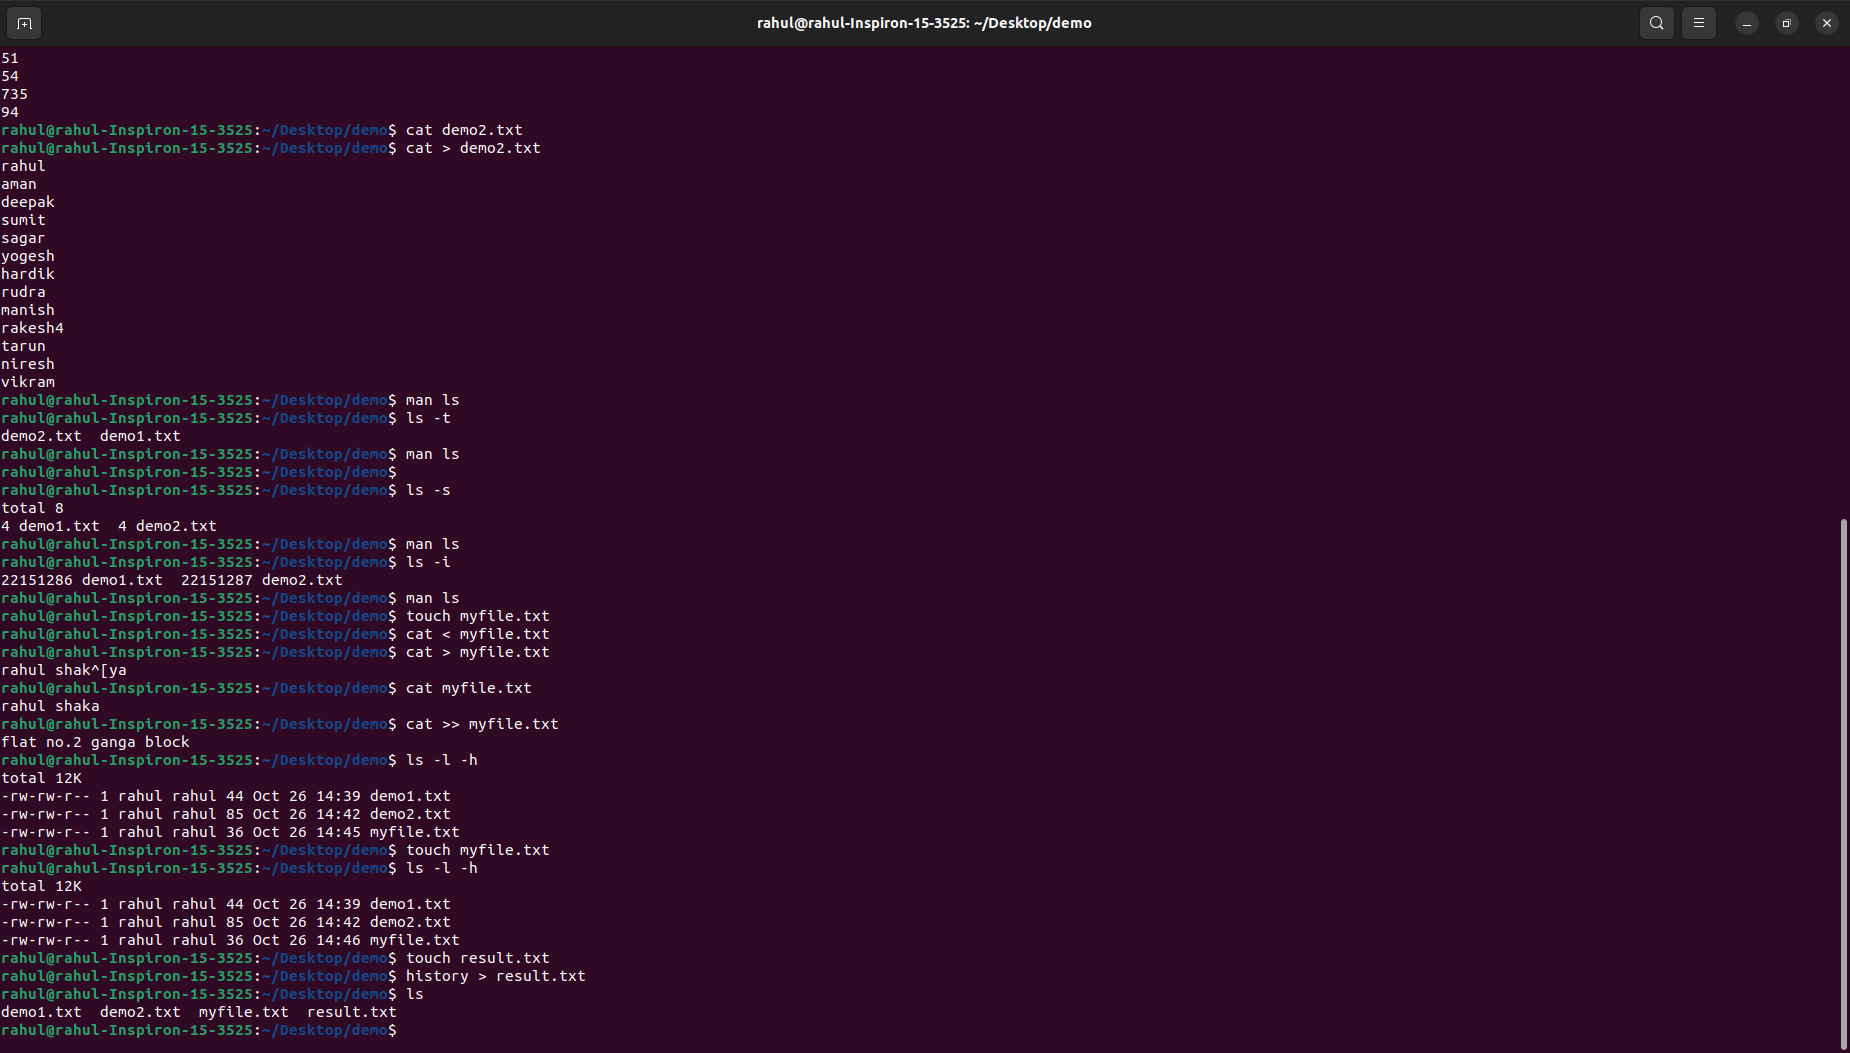 rahul@rahul-Inspiron-15-3525: ~/Desktop/demo
51
54
735
94
rahul@rahul-Inspiron-15-3525:~/Desktop/demo$ cat demo2.txt
rahul@rahul-Inspiron-15-3525:~/Desktop/demo$ cat > demo2.txt
rahul
aman
deepak
sumit
sagar
yogesh
hardik
rudra
manish
rakesh4
tarun
niresh
vikram
rahul@rahul-Inspiron-15-3525:~/Desktop/demo$ man ls
rahul@rahul-Inspiron-15-3525:~/Desktop/demo$ ls -t
demo2.txt  demo1.txt
rahul@rahul-Inspiron-15-3525:~/Desktop/demo$ man ls
rahul@rahul-Inspiron-15-3525:~/Desktop/demo$
rahul@rahul-Inspiron-15-3525:~/Desktop/demo$ ls -s
total 8
4 demo1.txt  4 demo2.txt
rahul@rahul-Inspiron-15-3525:~/Desktop/demo$ man ls
rahul@rahul-Inspiron-15-3525:~/Desktop/demo$ ls -i
22151286 demo1.txt  22151287 demo2.txt
rahul@rahul-Inspiron-15-3525:~/Desktop/demo$ man ls
rahul@rahul-Inspiron-15-3525:~/Desktop/demo$ touch myfile.txt
rahul@rahul-Inspiron-15-3525:~/Desktop/demo$ cat < myfile.txt
rahul@rahul-Inspiron-15-3525:~/Desktop/demo$ cat > myfile.txt
rahul shak^[ya
rahul@rahul-Inspiron-15-3525:~/Desktop/demo$ cat myfile.txt
rahul shaka
rahul@rahul-Inspiron-15-3525:~/Desktop/demo$ cat >> myfile.txt
flat no.2 ganga block
rahul@rahul-Inspiron-15-3525:~/Desktop/demo$ ls -l -h
total 12K
-rw-rw-r-- 1 rahul rahul 44 Oct 26 14:39 demo1.txt
-rw-rw-r-- 1 rahul rahul 85 Oct 26 14:42 demo2.txt
-rw-rw-r-- 1 rahul rahul 36 Oct 26 14:45 myfile.txt
rahul@rahul-Inspiron-15-3525:~/Desktop/demo$ touch myfile.txt
rahul@rahul-Inspiron-15-3525:~/Desktop/demo$ ls -l -h
total 12K
-rw-rw-r-- 1 rahul rahul 44 Oct 26 14:39 demo1.txt
-rw-rw-r-- 1 rahul rahul 85 Oct 26 14:42 demo2.txt
-rw-rw-r-- 1 rahul rahul 36 Oct 26 14:46 myfile.txt
rahul@rahul-Inspiron-15-3525:~/Desktop/demo$ touch result.txt
rahul@rahul-Inspiron-15-3525:~/Desktop/demo$ history > result.txt
rahul@rahul-Inspiron-15-3525:~/Desktop/demo$ ls
demo1.txt  demo2.txt  myfile.txt  result.txt
rahul@rahul-Inspiron-15-3525:~/Desktop/demo$